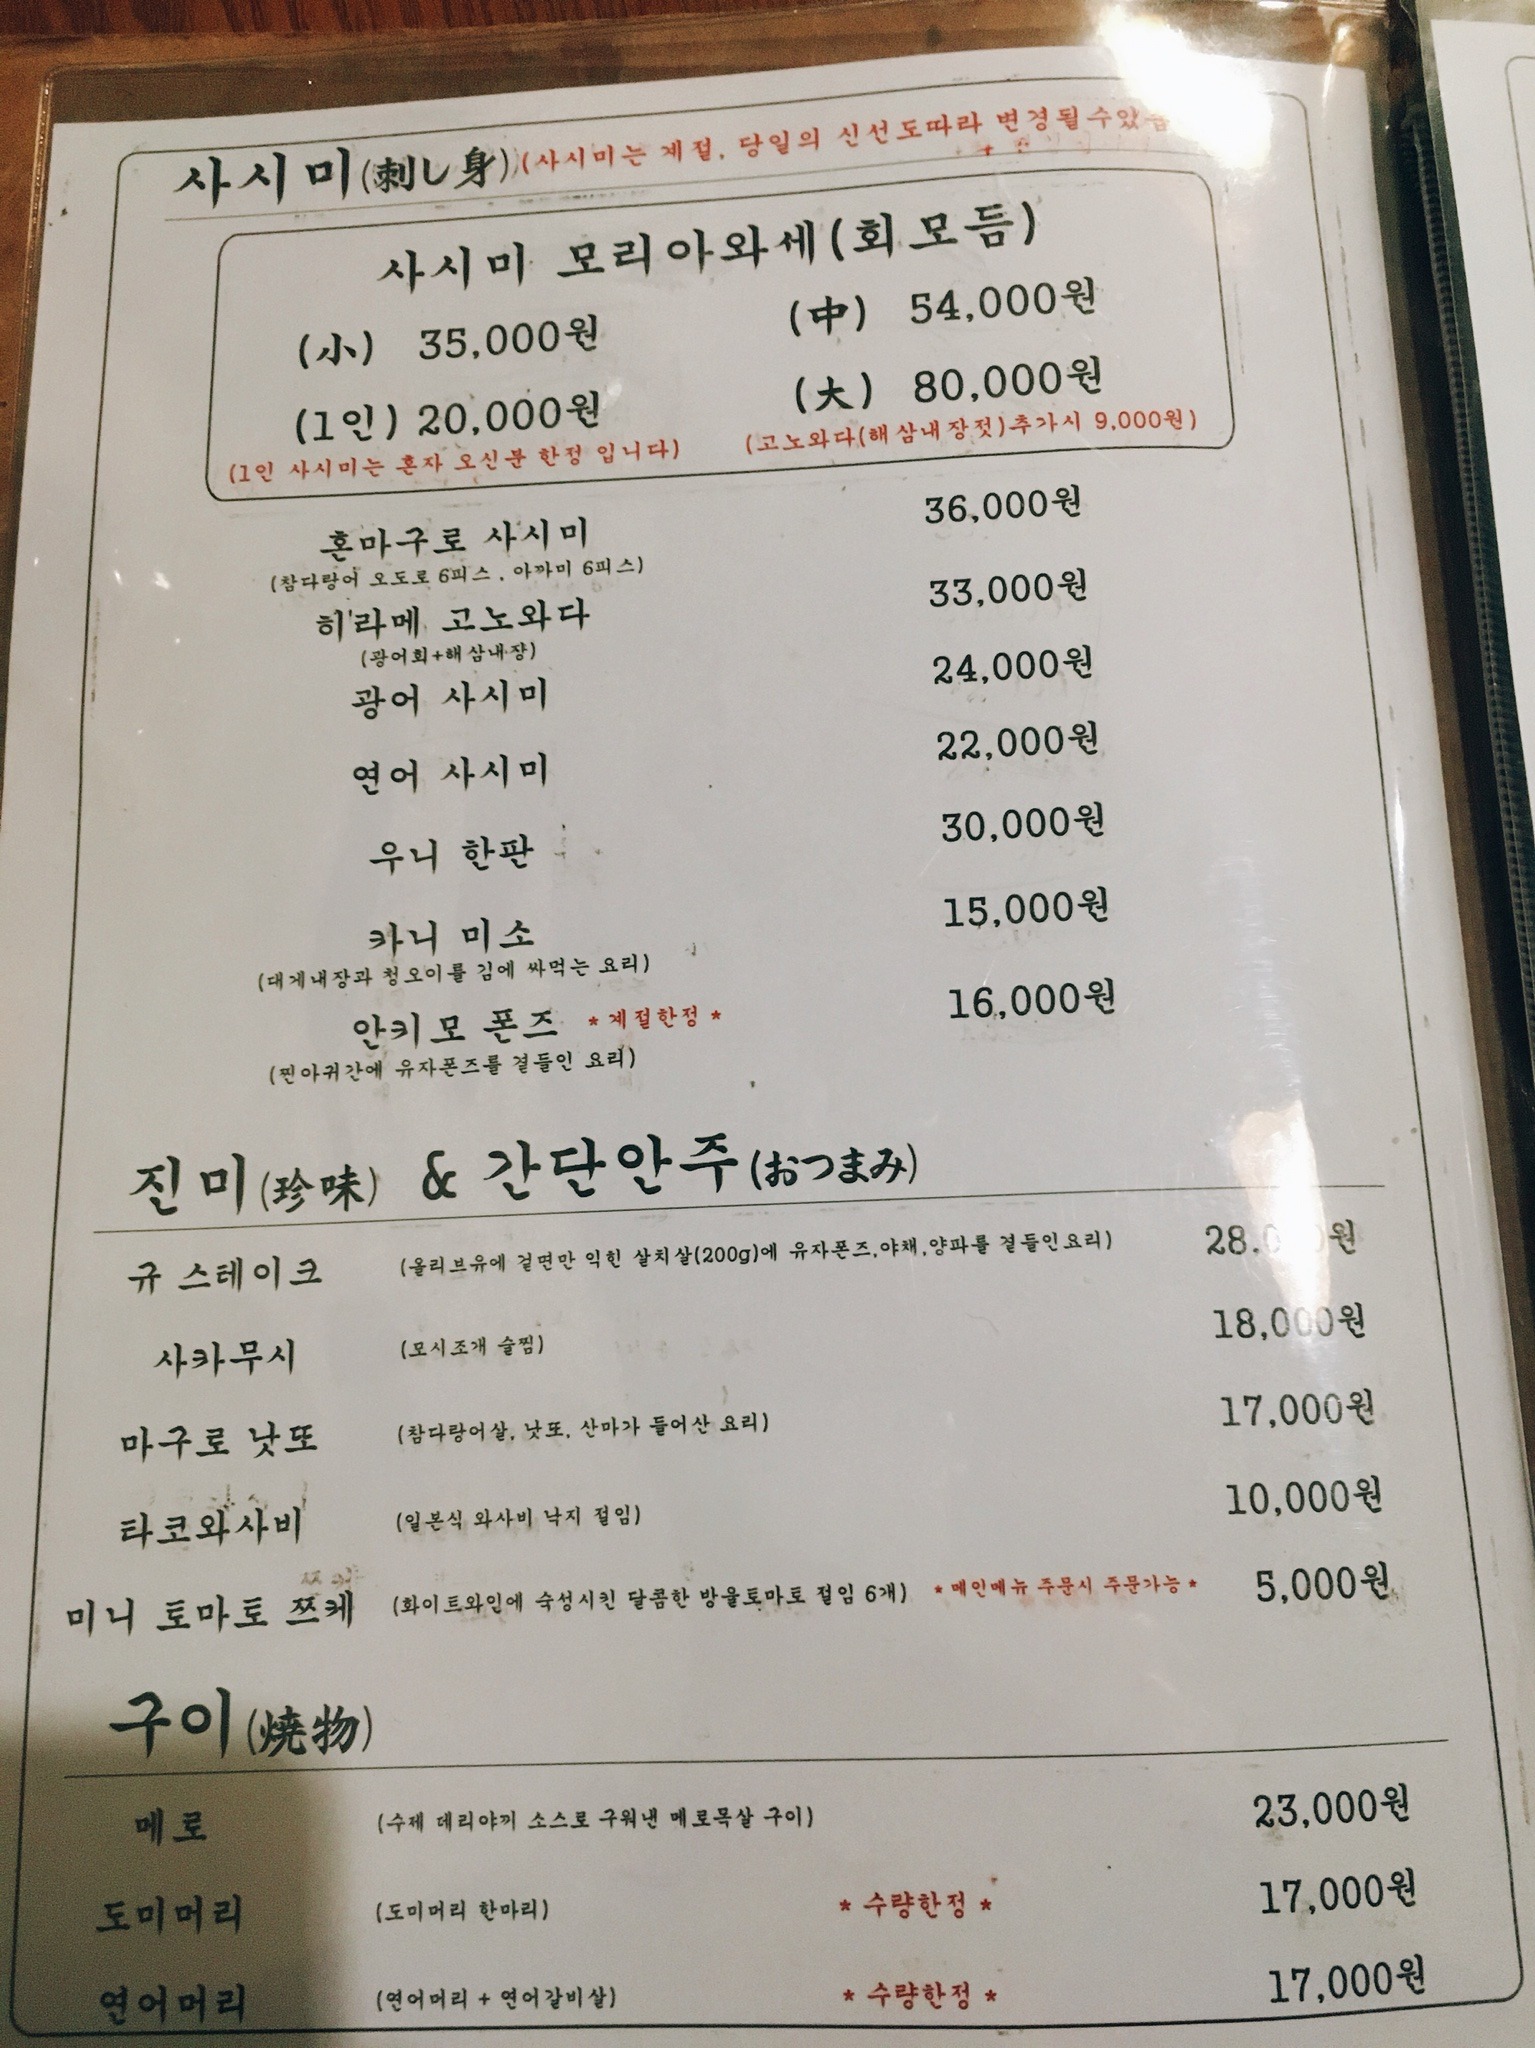 사시미(刺し身)(사시미는 계절, 당일의 신선도따라 변경될수있음
사시미 모리아와세(회 모듬)
(小) 35,000원
(中) 54,000원
(1인) 20,000원
(大) 80,000원
(1인 사시미는 혼자 오신분 한정 입니다)
(고노와다(해삼내장젓)추가시 9,000원)
혼마구로 사시미 36,000원
(참다랑어 오도로 6피스 , 아까미 6피스)
히라메 고노와다 33,000원
(광어회+해삼내장)
광어 사시미 24,000원
연어 사시미 22,000원
우니 한판 30,000원
카니 미소 15,000원
(대게내장과 청오이를 김에 싸먹는 요리)
안키모 폰즈 *계절한정* 16,000원
(찐아귀간에 유자폰즈를 곁들인 요리)
진미(珍味) & 간단안주(おつまみ)
규 스테이크 (올리브유에 겉면만 익힌 살치살(200g)에 유자폰즈,야채,양파를 곁들인요리)
사카무시 (모시조개 술찜) 18,000원
마구로 낫또 (참다랑어살, 낫또, 산마가 들어산 요리) 17,000원
타코와사비 (일본식 와사비 낙지 절임) 10,000원
미니 토마토 쯔케 (화이트와인에 숙성시킨 달콤한 방울토마토 절임 6개) *메인메뉴 주문시 주문가능* 5,000원
구이(燒物)
메로 (수제 데리야끼 소스로 구워낸 메로목살 구이) 23,000원
도미머리 (도미머리 한마리) *수량한정* 17,000원
연어머리 (연어머리 + 연어갈비살) *수량한정* 17,000원